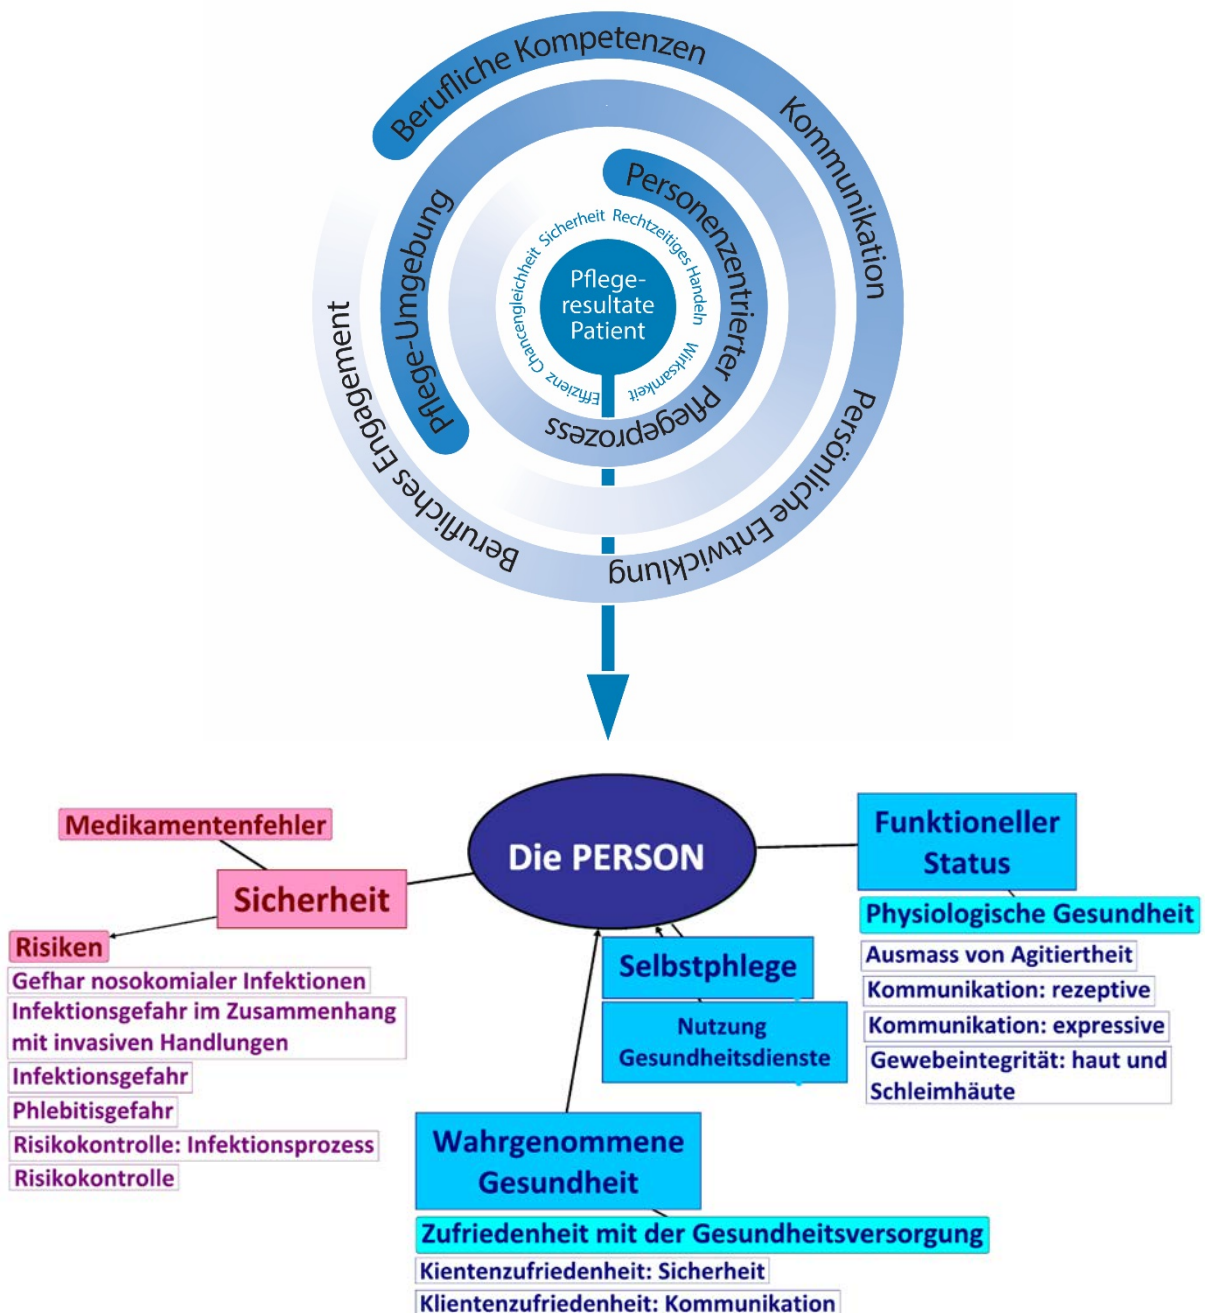 Berufliche Kompetenzen
Kommunikation
Persönliche Entwicklung
Berufliches Engagement
Pflege-Umgebung
Personenzentrierter Pflegeprozess
Sicherheit Rechtzeitiges Handeln Wirksamkeit Effizienz Chancengleichheit
Pflege-
resultate
Patient
Die PERSON
Medikamentenfehler
Sicherheit
Risiken
Gefhar nosokomialer Infektionen
Infektionsgefahr im Zusammenhang
mit invasiven Handlungen
Infektionsgefahr
Phlebitisgefahr
Risikokontrolle: Infektionsprozess
Risikokontrolle
Selbstphlege
Nutzung
Gesundheitsdienste
Wahrgenommene
Gesundheit
Zufriedenheit mit der Gesundheitsversorgung
Kientenzufriedenheit: Sicherheit
Klientenzufriedenheit: Kommunikation
Funktioneller
Status
Physiologische Gesundheit
Ausmass von Agitiertheit
Kommunikation: rezeptive
Kommunikation: expressive
Gewebeintegrität: haut und
Schleimhäute